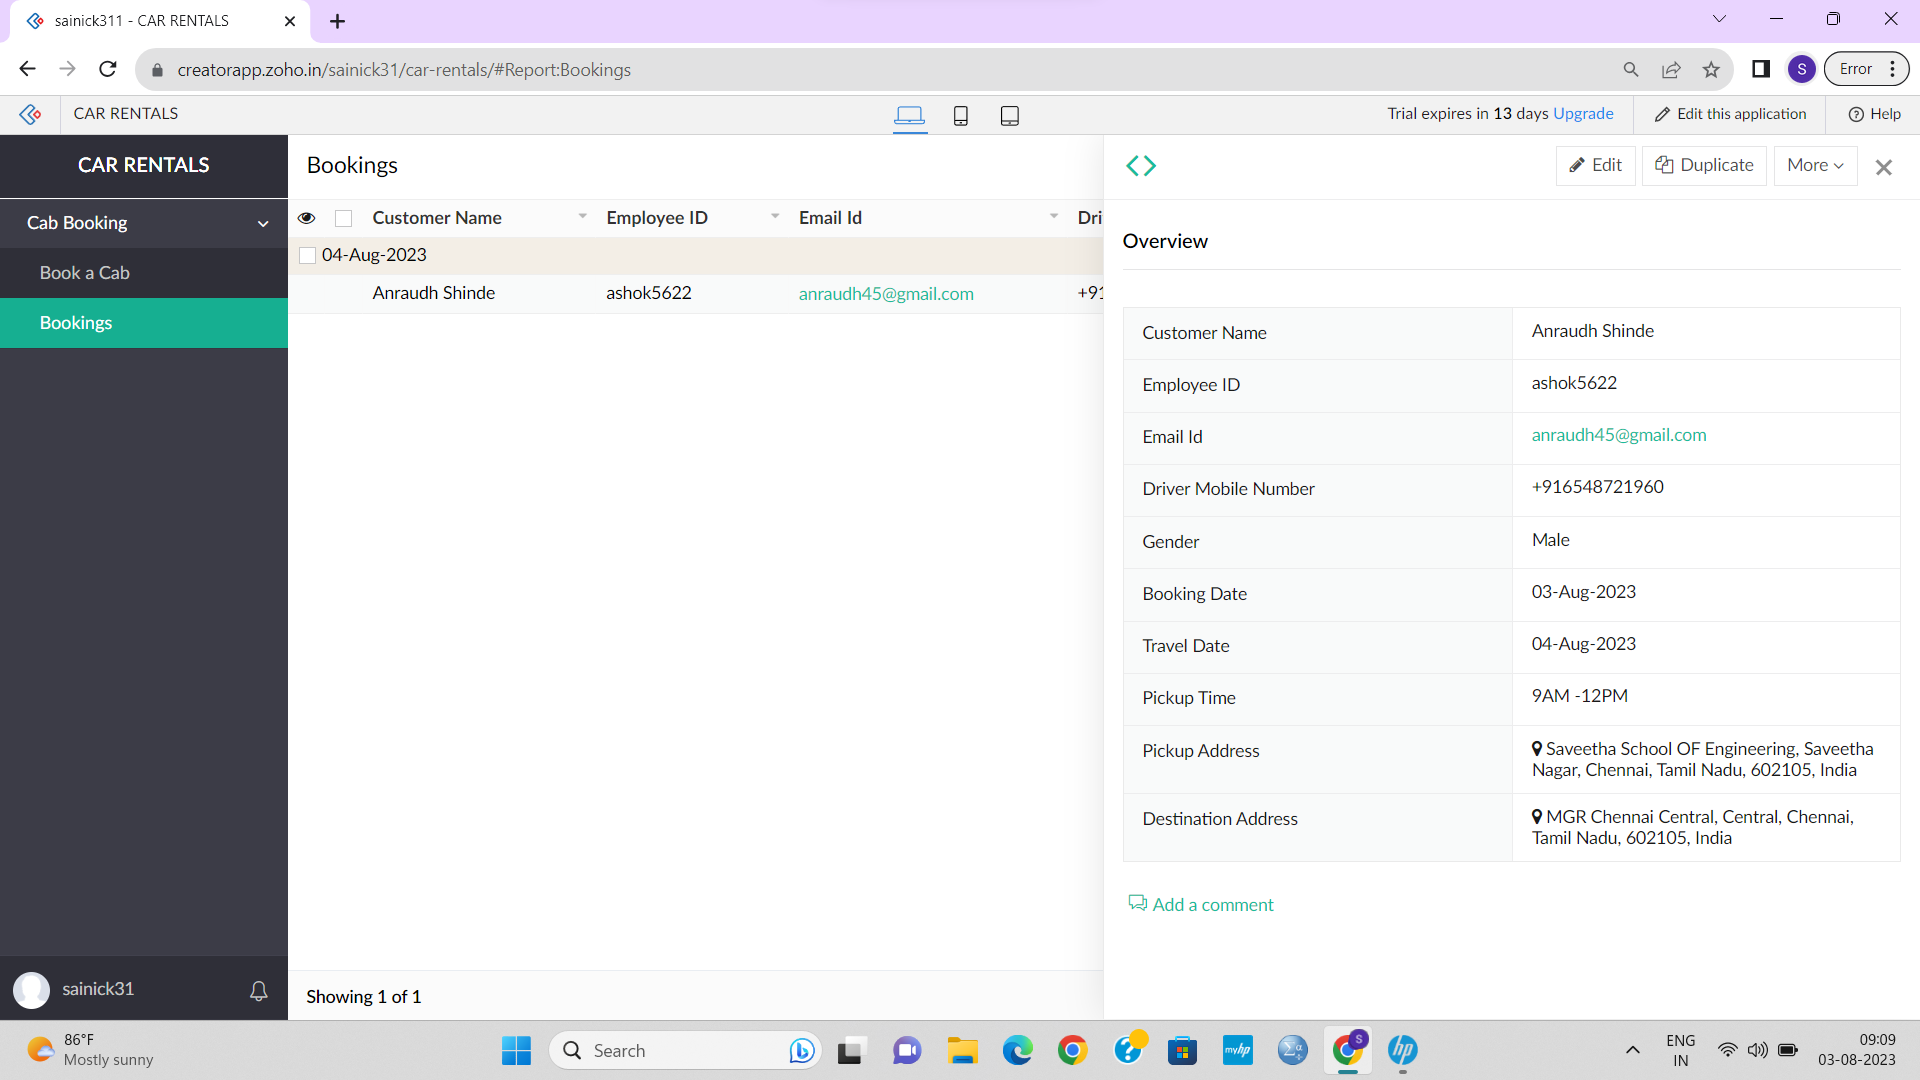 sainick311 - CAR RENTALS
creatorapp.zoho.in/sainick31/car-rentals/#Report:Bookings
S
Error
CAR RENTALS
Trial expires in 13 days Upgrade
Edit this application
Help
CAR RENTALS
Cab Booking
Book a Cab
Bookings
sainick31
Bookings
Customer Name Employee ID Email Id Dri
04-Aug-2023
Anraudh Shinde ashok5622 anraudh45@gmail.com +91
Showing 1 of 1
Edit Duplicate More
Overview
Customer Name Anraudh Shinde
Employee ID ashok5622
Email Id anraudh45@gmail.com
Driver Mobile Number +916548721960
Gender Male
Booking Date 03-Aug-2023
Travel Date 04-Aug-2023
Pickup Time 9AM -12PM
Pickup Address Saveetha School OF Engineering, Saveetha
Nagar, Chennai, Tamil Nadu, 602105, India
Destination Address MGR Chennai Central, Central, Chennai,
Tamil Nadu, 602105, India
Add a comment
86°F
Mostly sunny
Search
myhp
S
hp
ENG
IN
09:09
03-08-2023